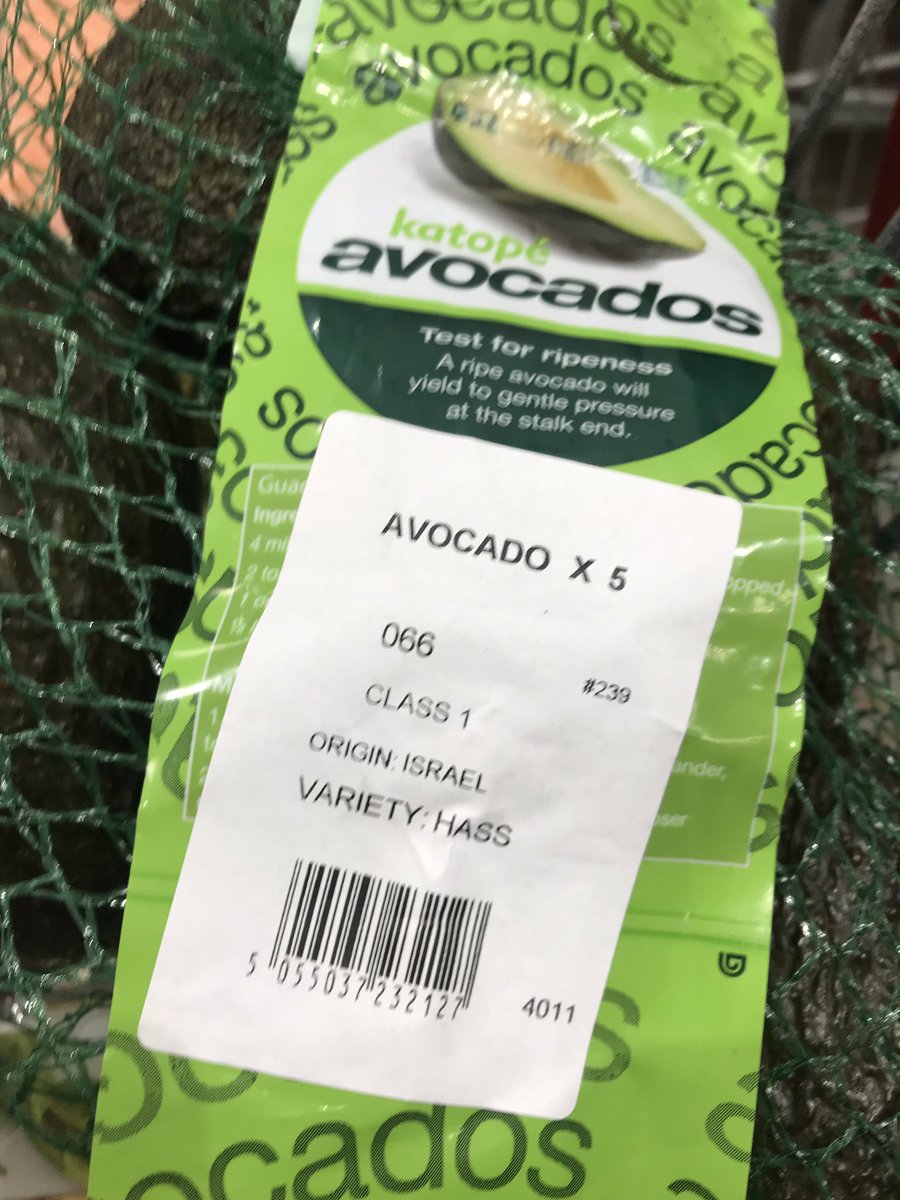 avocados
avocados
katopé
avocados
Test for ripeness
A ripe avocado will
yield to gentle pressure
at the stalk end.
AVOCADO X 5
066
#239
CLASS 1
ORIGIN: ISRAEL
VARIETY: HASS
5 055037 232127
4011
cados